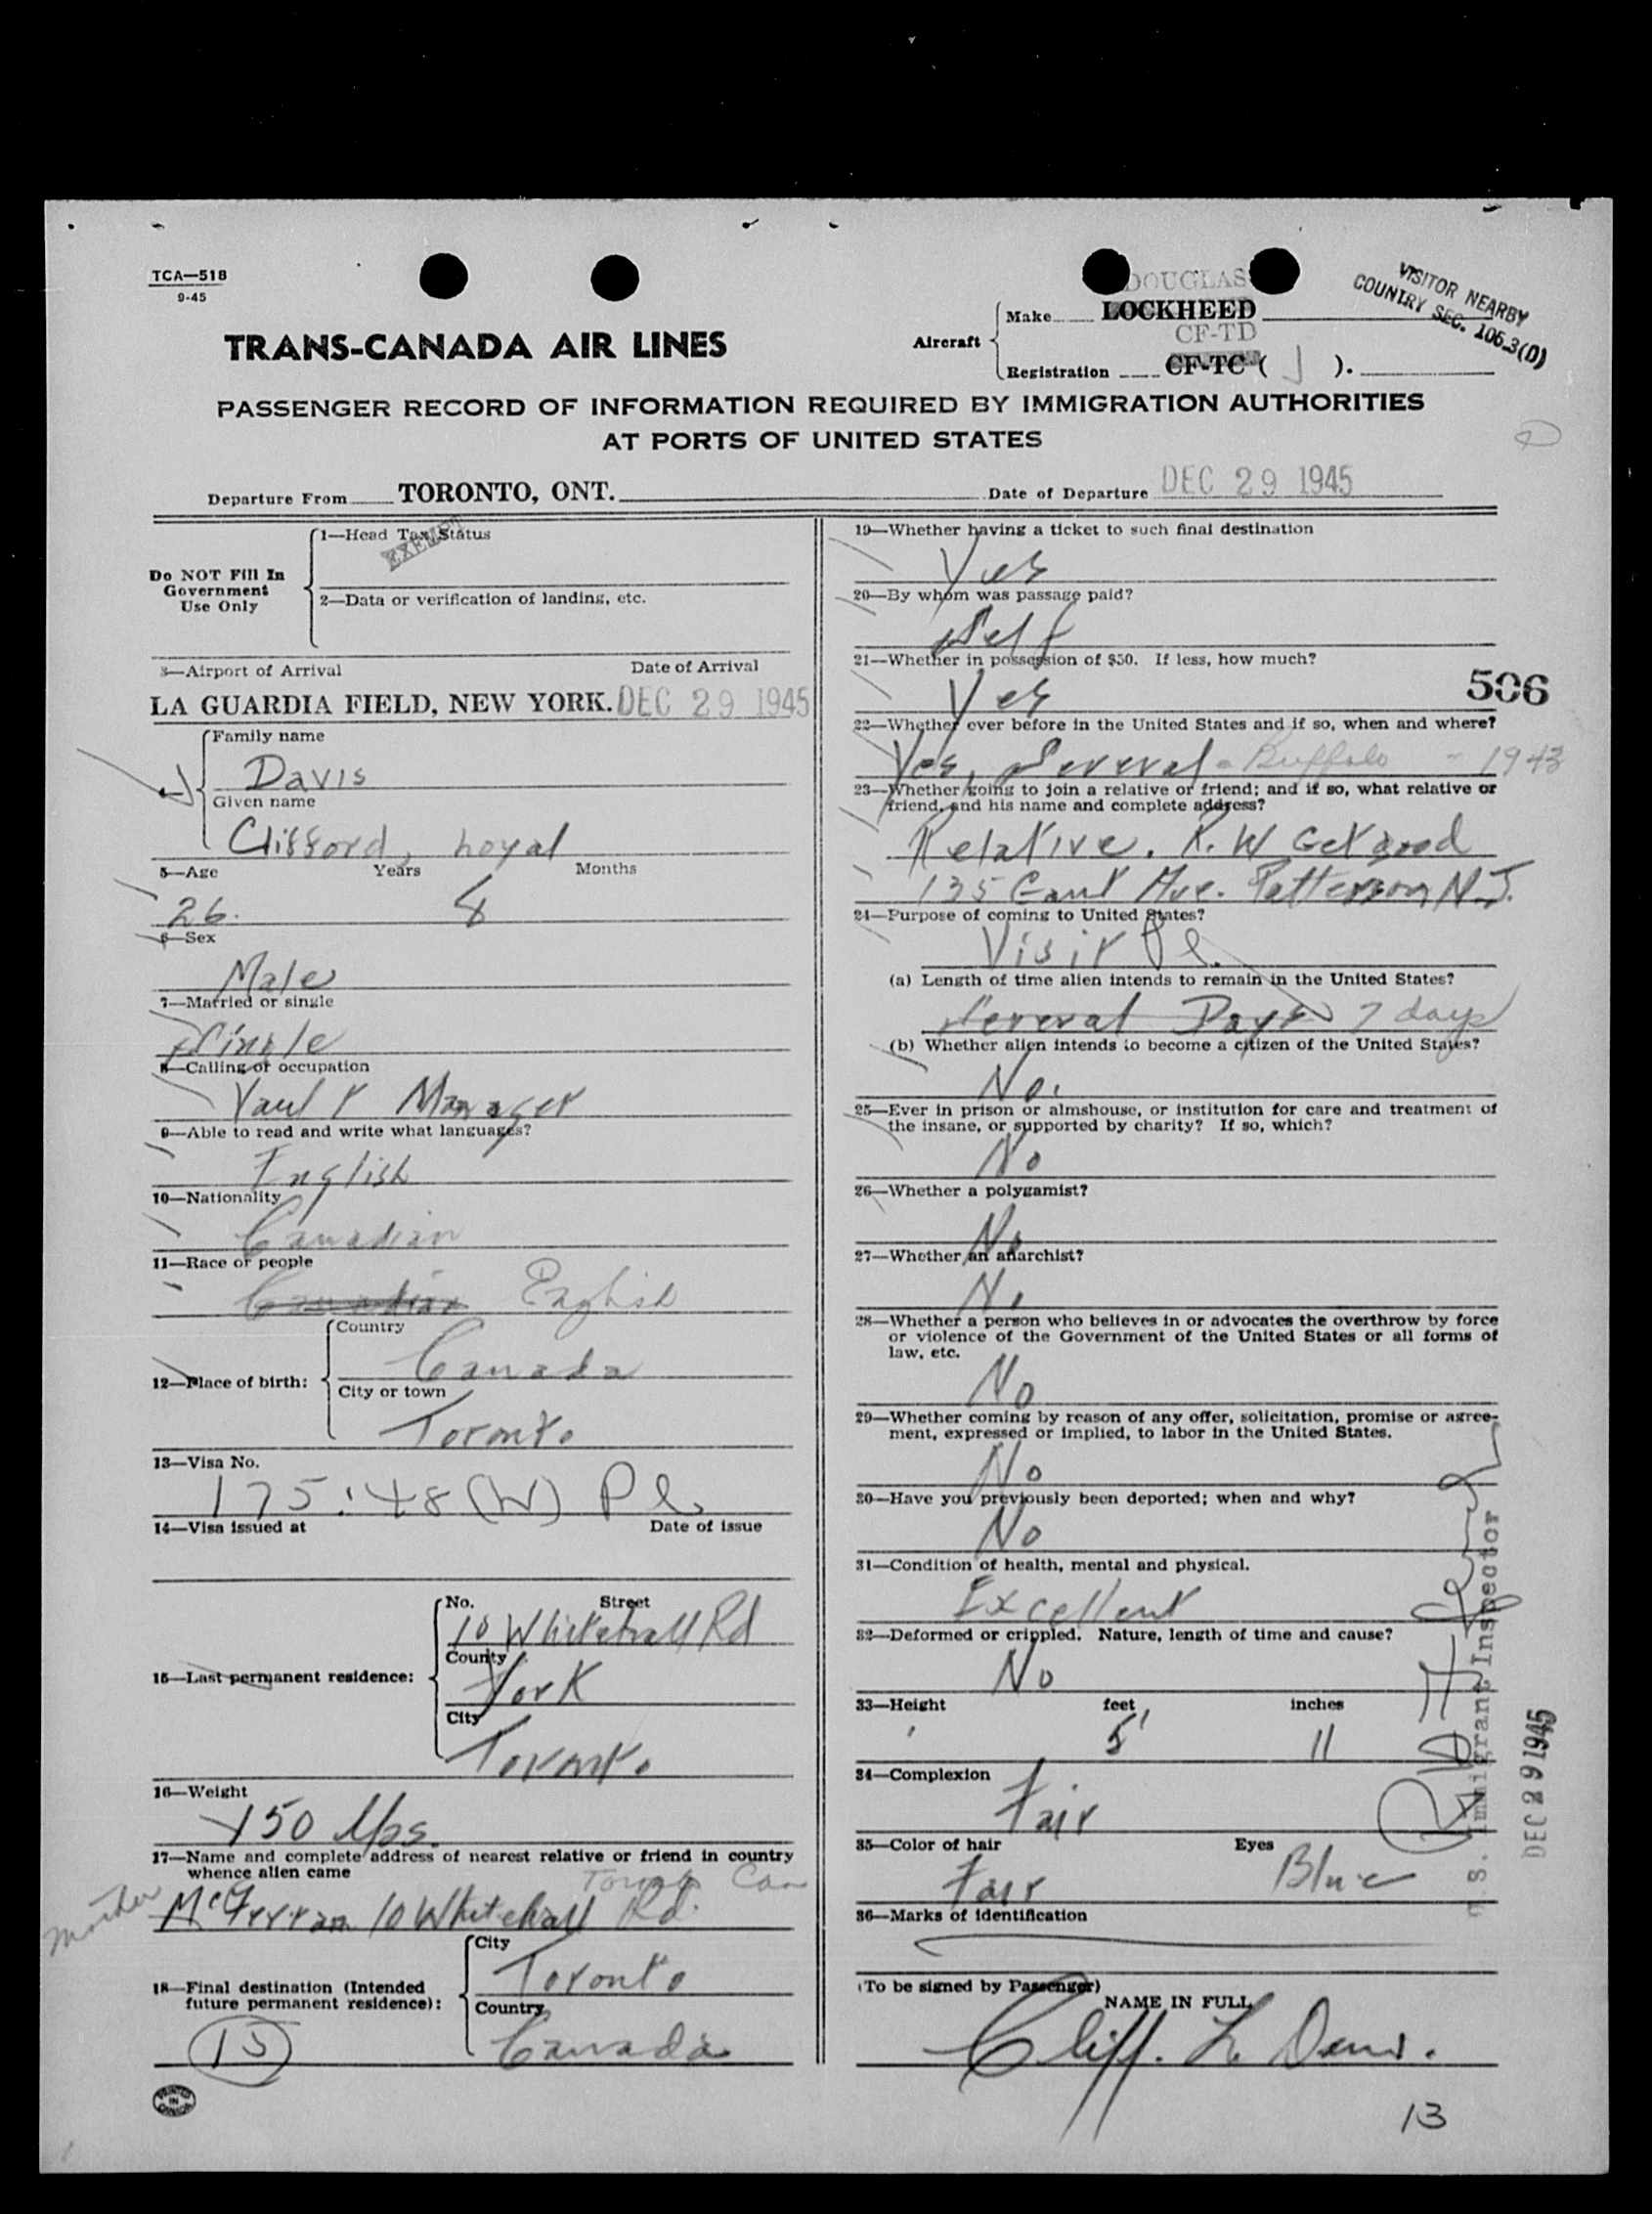 TCA—518
9-45
TRANS-CANADA AIR LINES
Aircraft
Make
DOUGLAS
LOCKHEED
CF-TD
Registration CF-TC ( J ).
VISITOR NEARBY
COUNTRY SEC. 106.3(D)
PASSENGER RECORD OF INFORMATION REQUIRED BY IMMIGRATION AUTHORITIES
AT PORTS OF UNITED STATES
Departure From TORONTO, ONT. Date of Departure DEC 29 1945
Do NOT Fill In
Government
Use Only
1—Head Tax Status
EXEMPT
2—Data or verification of landing, etc.
3—Airport of Arrival Date of Arrival
LA GUARDIA FIELD, NEW YORK. DEC 29 1945
Family name
Davis
Given name
Clifford, Loyal
5—Age Years Months
26. 8
6—Sex
Male
7—Married or single
Single
8—Calling or occupation
Vault Manager
9—Able to read and write what languages?
English
10—Nationality
Canadian
11—Race or people
Canadian English
12—Place of birth:
Country
Canada
City or town
Toronto
13—Visa No.
175:48 (W) Pl
14—Visa issued at Date of issue
15—Last permanent residence:
No. Street
10 Whitehall Rd
County
York
City
Toronto
16—Weight
150 lbs.
17—Name and complete address of nearest relative or friend in country
whence alien came
Toronto Can
mother
10 Whitehall Rd.
18—Final destination (Intended
future permanent residence):
City
Toronto
Country
Canada
PRINTED
IN
CANADA
19—Whether having a ticket to such final destination
Yes
20—By whom was passage paid?
Self
21—Whether in possession of $50. If less, how much?
Yes
506
22—Whether ever before in the United States and if so, when and where?
Yes, Several - Buffalo - 1943
23—Whether going to join a relative or friend; and if so, what relative or
friend, and his name and complete address?
Relative. R. W Getgood
135 Ave. Patterson N.J.
24—Purpose of coming to United States?
Visit Pl.
(a) Length of time alien intends to remain in the United States?
Several Days 7 days
(b) Whether alien intends to become a citizen of the United States?
No.
25—Ever in prison or almshouse, or institution for care and treatment of
the insane, or supported by charity? If so, which?
No
26—Whether a polygamist?
No
27—Whether an anarchist?
No
28—Whether a person who believes in or advocates the overthrow by force
or violence of the Government of the United States or all forms of
law, etc.
No
29—Whether coming by reason of any offer, solicitation, promise or agree-
ment, expressed or implied, to labor in the United States.
No
30—Have you previously been deported; when and why?
No
31—Condition of health, mental and physical.
Excellent
32—Deformed or crippled. Nature, length of time and cause?
No
33—Height feet inches
5' 11
34—Complexion
Fair
35—Color of hair Eyes
Fair Blue
36—Marks of identification
U. S. Immigrant Inspector
DEC 29 1945
(To be signed by Passenger)
NAME IN FULL
Cliff. L Davis.
13